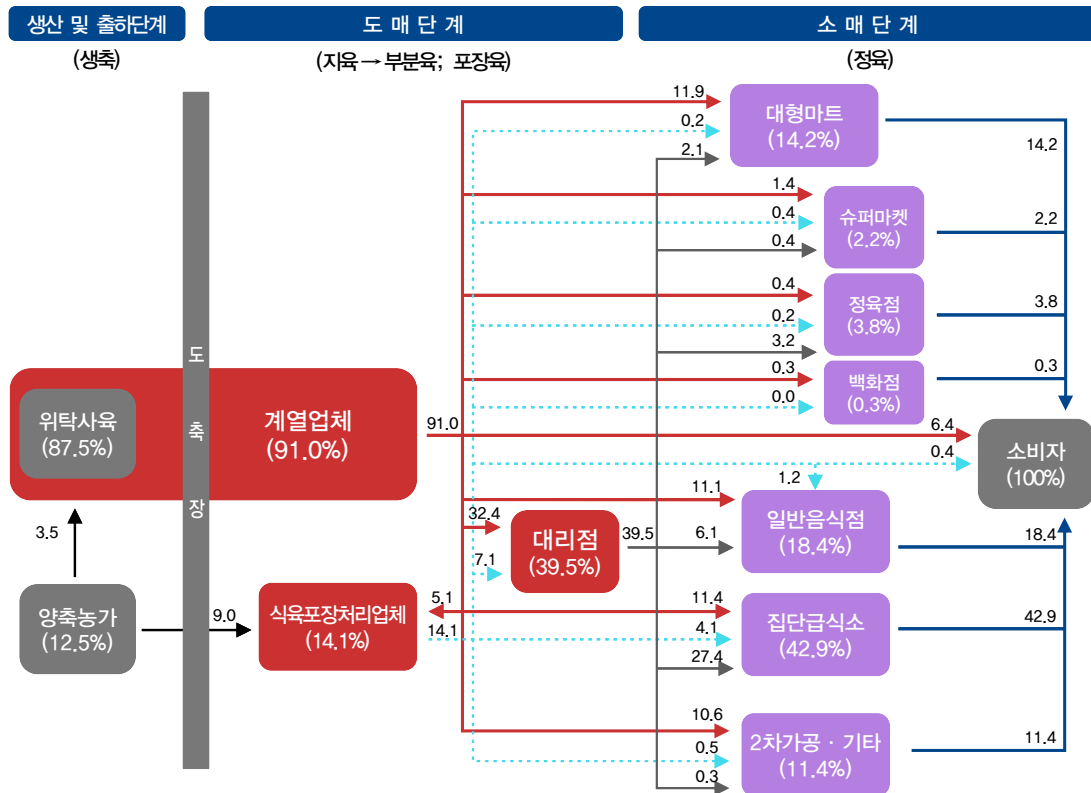 생산 및 출하단계
(생축)
도 매 단 계
(지육 → 부분육; 포장육)
소 매 단 계
(정육)
도
축
장
위탁사육
(87.5%)
계열업체
(91.0%)
91.0
3.5
양축농가
(12.5%)
9.0
식육포장처리업체
(14.1%)
5.1
14.1
32.4
7.1
대리점
(39.5%)
39.5
11.9
0.2
2.1
대형마트
(14.2%)
14.2
1.4
0.4
0.4
슈퍼마켓
(2.2%)
2.2
0.4
0.2
3.2
정육점
(3.8%)
3.8
0.3
0.0
백화점
(0.3%)
0.3
6.4
0.4
소비자
(100%)
1.2
11.1
6.1
일반음식점
(18.4%)
18.4
11.4
4.1
27.4
집단급식소
(42.9%)
42.9
10.6
0.5
0.3
2차가공 · 기타
(11.4%)
11.4